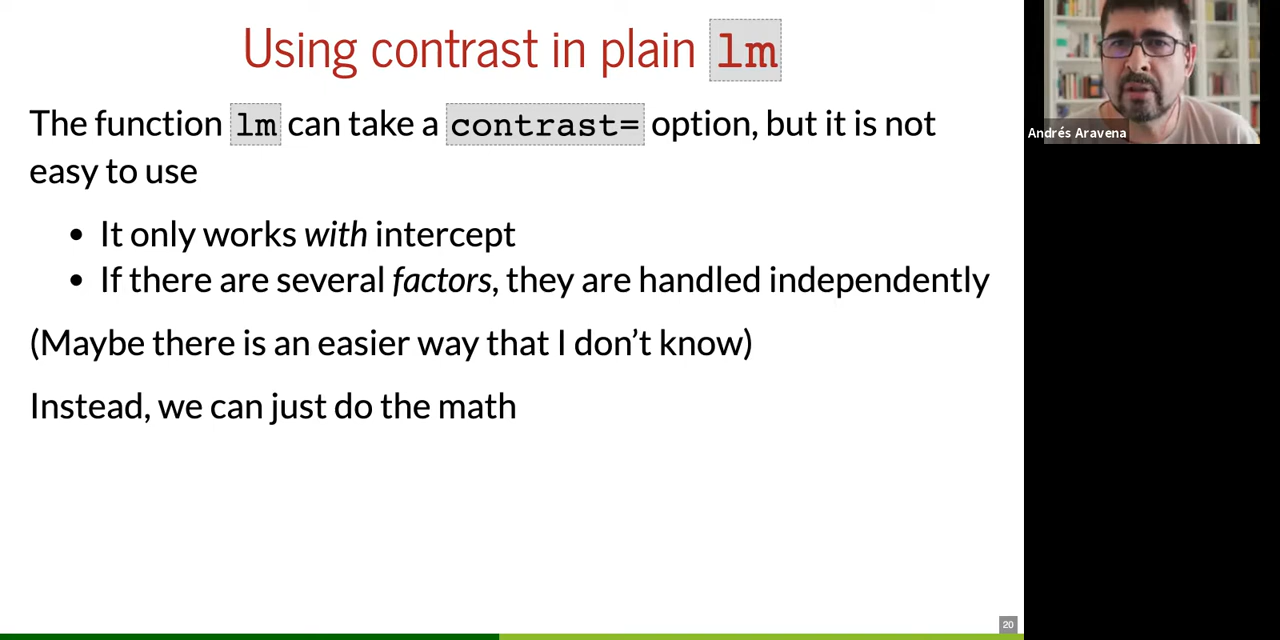 Using contrast in plain lm
The function lm can take a contrast= option, but it is not
easy to use
• It only works with intercept
• If there are several factors, they are handled independently
(Maybe there is an easier way that I don't know)
Instead, we can just do the math
20
Andrés Aravena